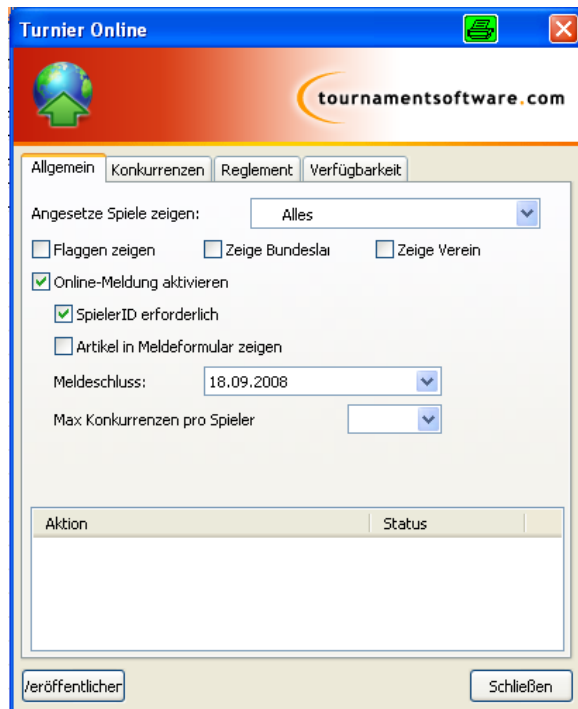 Turnier Online
tournamentsoftware.com
Allgemein Konkurrenzen Reglement Verfügbarkeit
Angesetze Spiele zeigen: Alles
Flaggen zeigen Zeige Bundeslar Zeige Verein
Online-Meldung aktivieren
SpielerID erforderlich
Artikel in Meldeformular zeigen
Meldeschluss: 18.09.2008
Max Konkurrenzen pro Spieler
Aktion Status
/eröffentlicher Schließen